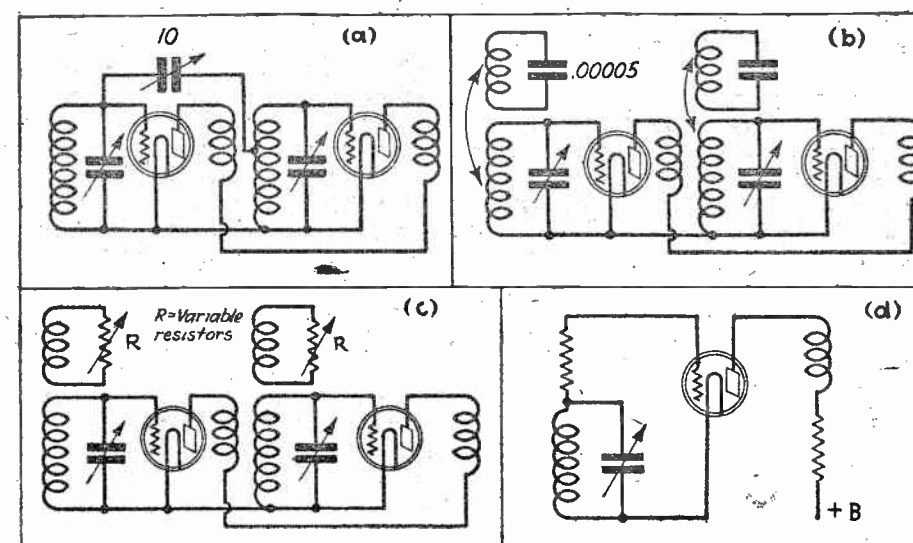 10
(a)
(b)
.00005
(c)
R=Variable
resistors
R
R
(d)
+ B